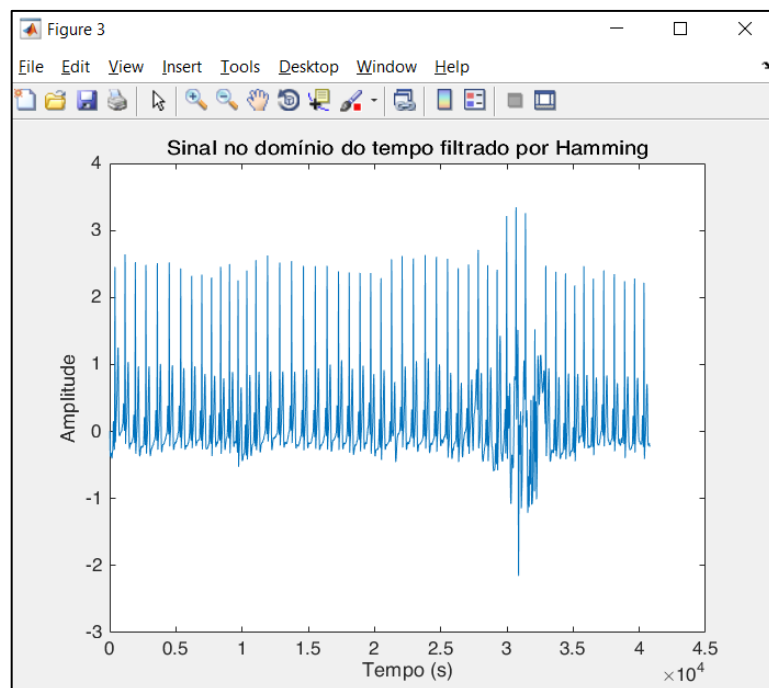 Figure 3
File Edit View Insert Tools Desktop Window Help
Sinal no domínio do tempo filtrado por Hamming
4
3
2
1
0
-1
-2
-3
Amplitude
0 0.5 1 1.5 2 2.5 3 3.5 4 4.5
Tempo (s)
×10⁴